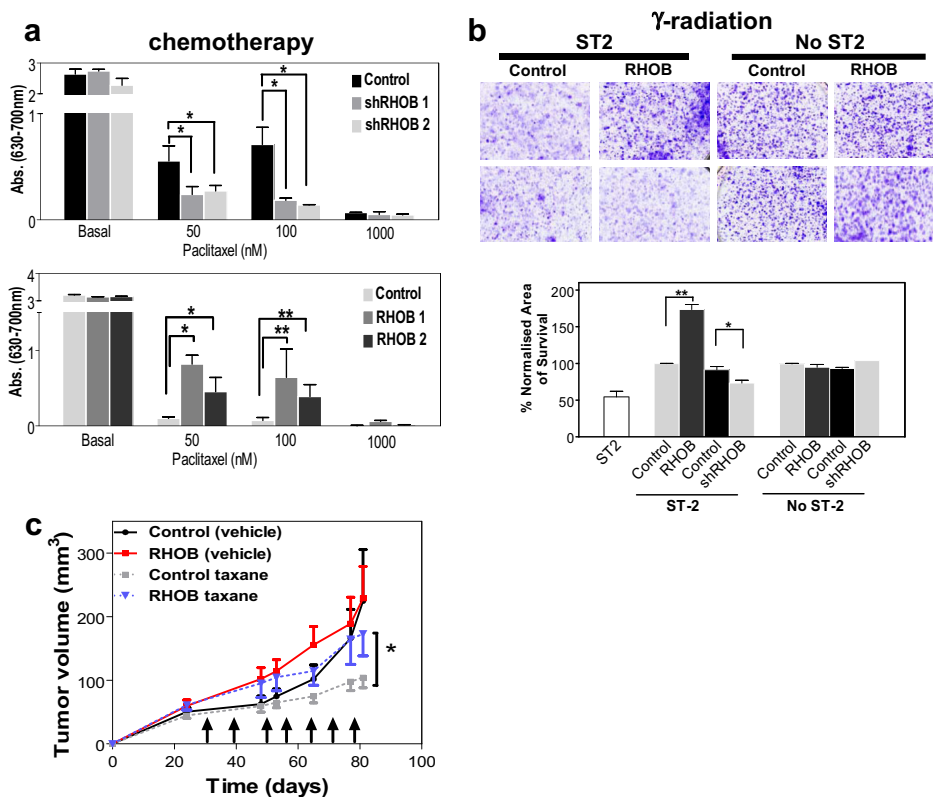 a
chemotherapy
3
2
1
0
Abs. (630-700nm)
Control
shRHOB 1
shRHOB 2
*
*
*
*
Basal
50
100
1000
Paclitaxel (nM)
4
3
1
0
Abs. (630-700nm)
Control
RHOB 1
RHOB 2
*
*
**
**
Basal
50
100
1000
Paclitaxel (nM)
b
γ-radiation
ST2
No ST2
Control
RHOB
Control
RHOB
% Normalised Area
of Survival
200
150
100
50
0
**
*
ST2
Control
RHOB
Control
shRHOB
Control
RHOB
Control
shRHOB
ST-2
No ST-2
c
Control (vehicle)
RHOB (vehicle)
Control taxane
RHOB taxane
Tumor volume (mm3)
300
200
100
0
*
0
20
40
60
80
100
Time (days)